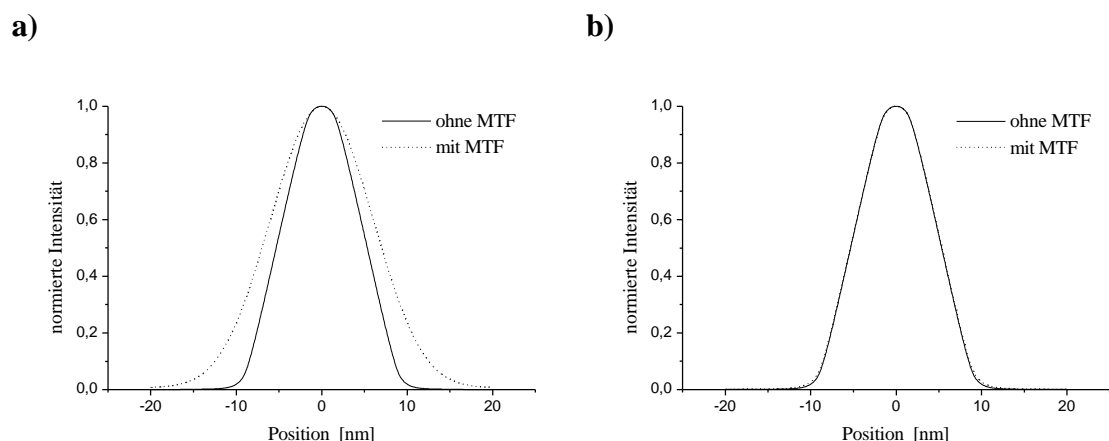 a)
1,0
0,8
0,6
0,4
0,2
0,0
normierte Intensität
ohne MTF
mit MTF
-20 -10 0 10 20
Position [nm]
b)
1,0
0,8
0,6
0,4
0,2
0,0
normierte Intensität
ohne MTF
mit MTF
-20 -10 0 10 20
Position [nm]